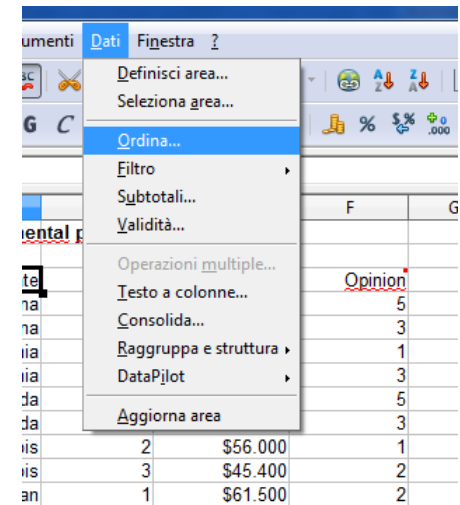 umenti Dati Finestra ?
Definisci area...
Seleziona area...
G C
Ordina...
% $% .000
Filtro
Subtotali...
F G
Validità...
Operazioni multiple...
Opinion
Testo a colonne...
5
Consolida...
3
Raggruppa e struttura
1
DataPilot
3
5
Aggiorna area
3
2 $56.000 1
3 $45.400 2
1 $61.500 2